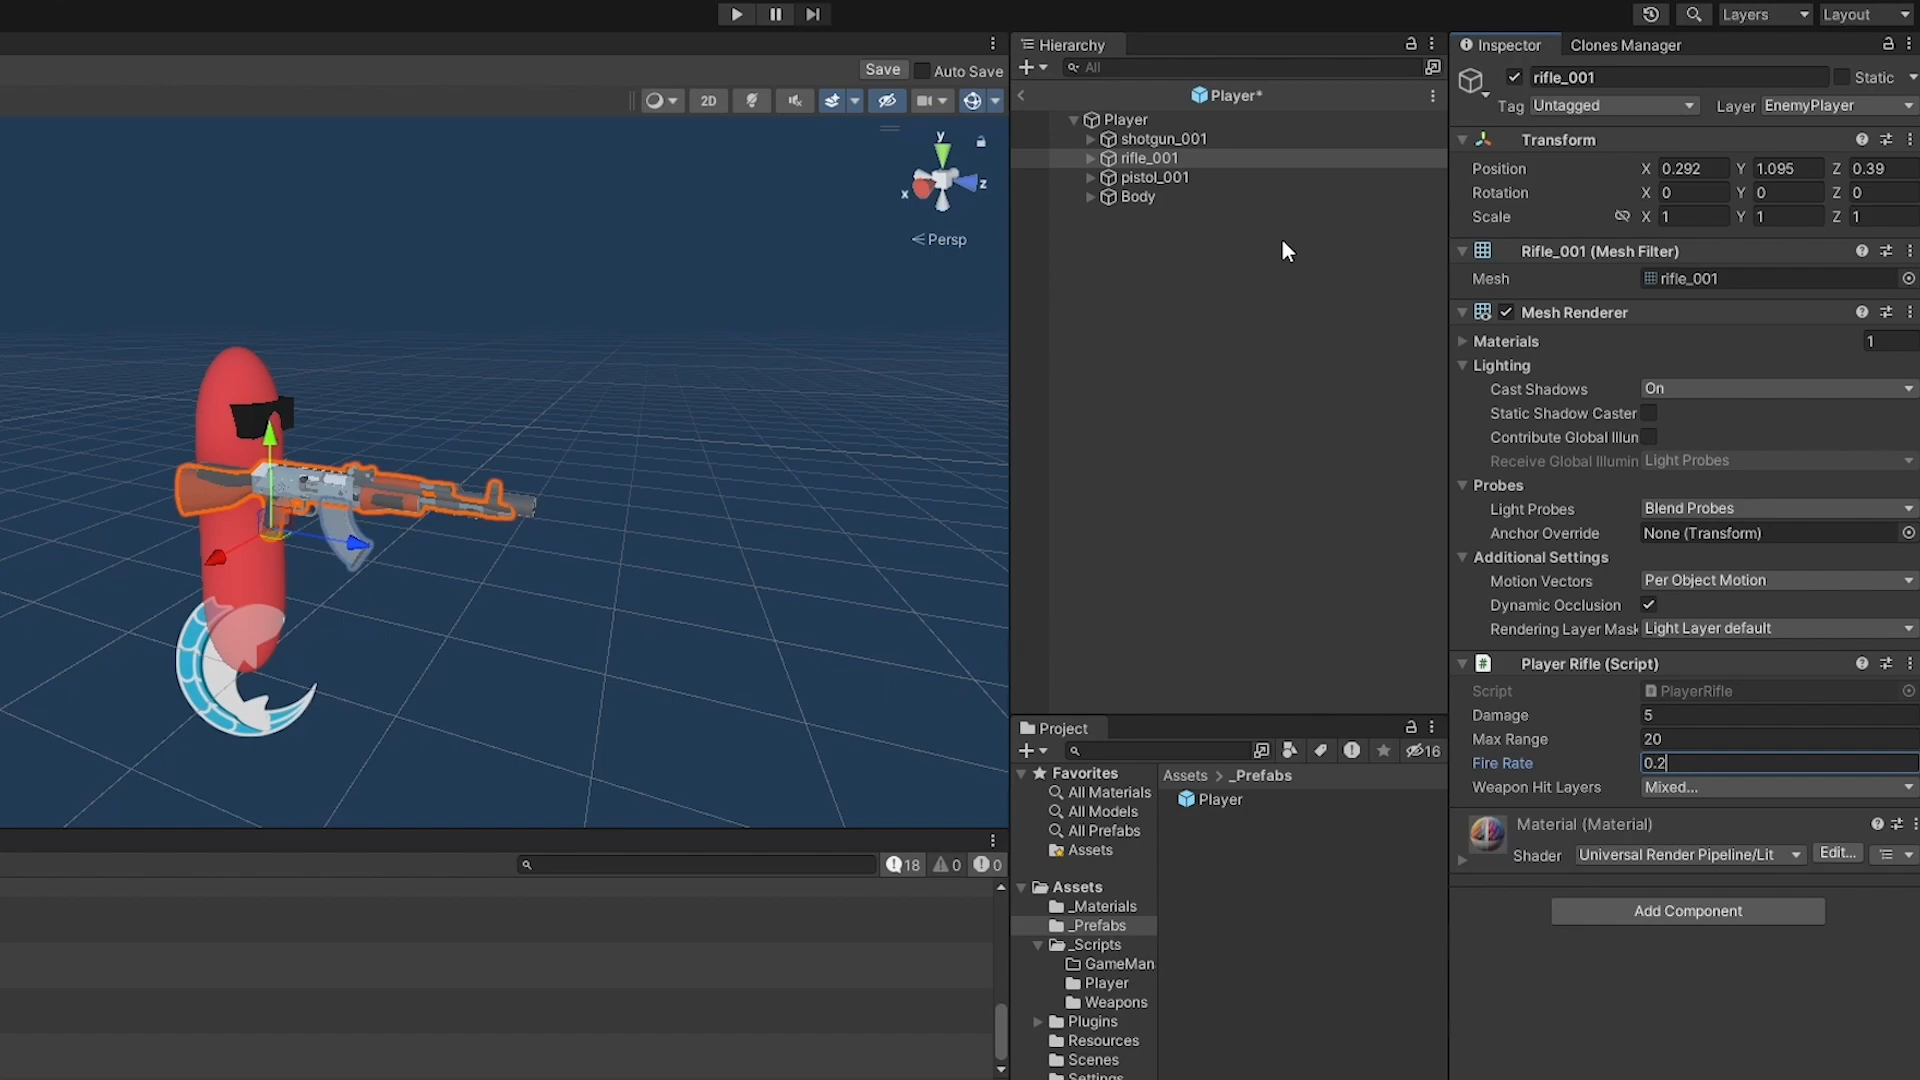 Layers
Layout
Save
Auto Save
2D
y
x
z
Persp
Hierarchy
All
Player*
Player
shotgun_001
rifle_001
pistol_001
Body
Project
16
Favorites
All Materials
All Models
All Prefabs
Assets
Assets
_Materials
_Prefabs
_Scripts
GameMan
Player
Weapons
Plugins
Resources
Scenes
Settings
Assets > _Prefabs
Player
18
0
0
Inspector
Clones Manager
rifle_001
Static
Tag Untagged
Layer EnemyPlayer
Transform
Position X 0.292 Y 1.095 Z 0.39
Rotation X 0 Y 0 Z 0
Scale X 1 Y 1 Z 1
Rifle_001 (Mesh Filter)
Mesh rifle_001
Mesh Renderer
Materials 1
Lighting
Cast Shadows On
Static Shadow Caster
Contribute Global Illun
Receive Global Illumin Light Probes
Probes
Light Probes Blend Probes
Anchor Override None (Transform)
Additional Settings
Motion Vectors Per Object Motion
Dynamic Occlusion
Rendering Layer Mask Light Layer default
# Player Rifle (Script)
Script PlayerRifle
Damage 5
Max Range 20
Fire Rate 0.2
Weapon Hit Layers Mixed...
Material (Material)
Shader Universal Render Pipeline/Lit Edit...
Add Component